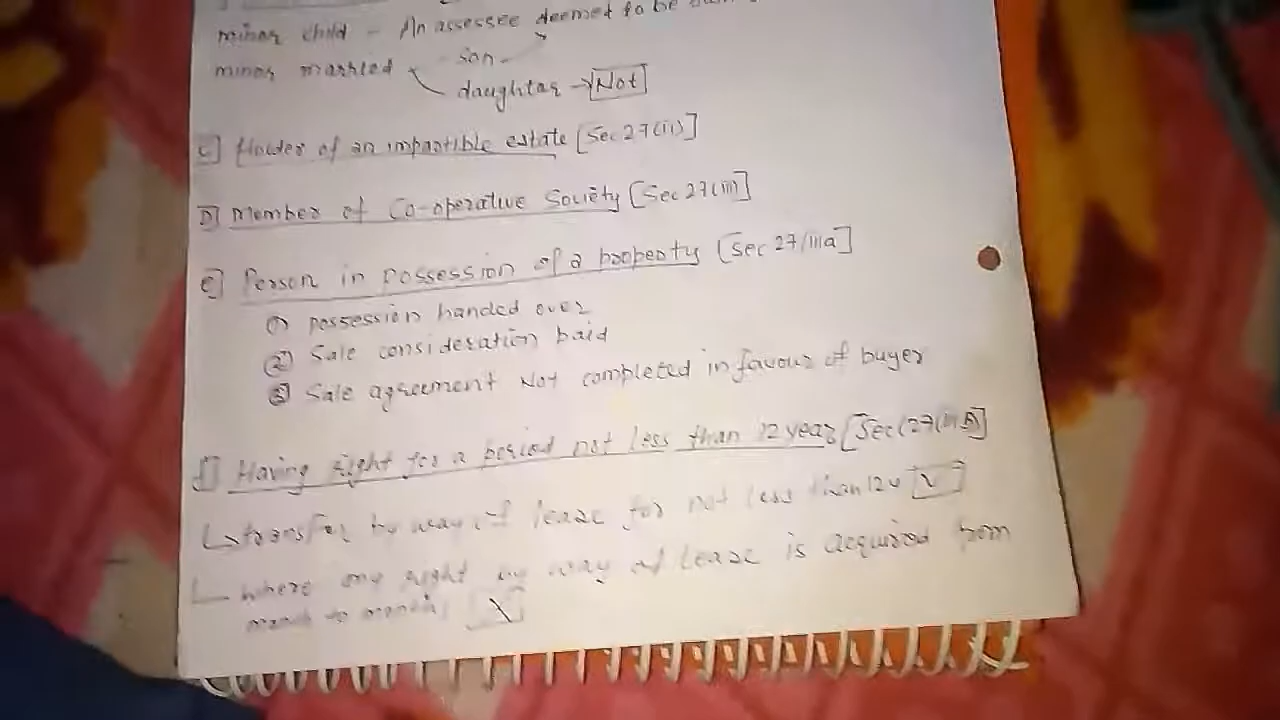 minor child - An assessee deemed to be
minor married son
daughter → Not
c] Holder of an impartible estate [Sec 27(ii)]
D] Member of Co-operative Society [Sec 27(iii)]
e] Person in possession of a property [Sec 27/iiia]
① possession handed over
② Sale consideration paid
③ Sale agreement Not completed in favour of buyer
f] Having right for a period not less than 12 year [Sec(27(iiib)]
↳ transfer by way of lease for not less than 12 y
↳ where any right by way of lease is acquired from
month to month